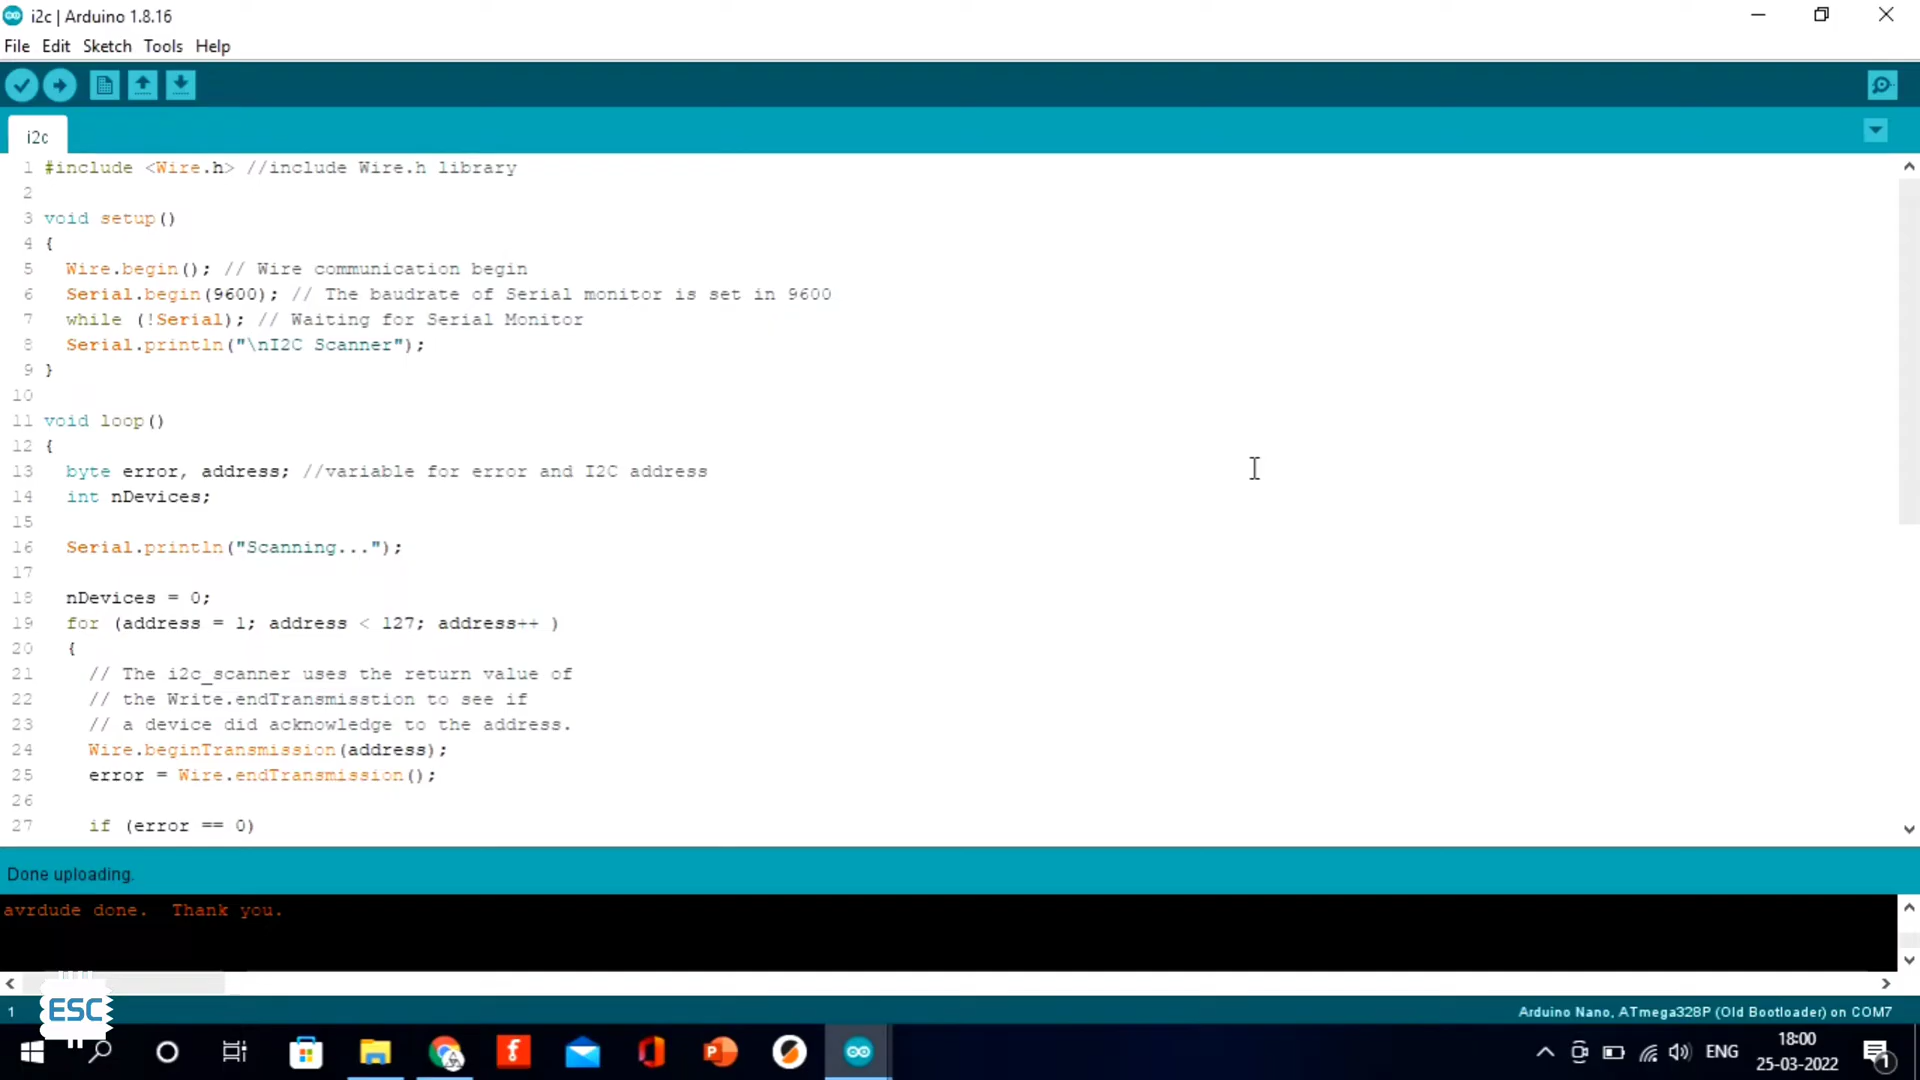 i2c | Arduino 1.8.16
File Edit Sketch Tools Help
i2c
1 #include <Wire.h> //include Wire.h library
2
3 void setup()
4 {
5 Wire.begin(); // Wire communication begin
6 Serial.begin(9600); // The baudrate of Serial monitor is set in 9600
7 while (!Serial); // Waiting for Serial Monitor
8 Serial.println("\nI2C Scanner");
9 }
10
11 void loop()
12 {
13 byte error, address; //variable for error and I2C address
14 int nDevices;
15
16 Serial.println("Scanning...");
17
18 nDevices = 0;
19 for (address = 1; address < 127; address++ )
20 {
21 // The i2c_scanner uses the return value of
22 // the Write.endTransmisstion to see if
23 // a device did acknowledge to the address.
24 Wire.beginTransmission(address);
25 error = Wire.endTransmission();
26
27 if (error == 0)
Done uploading.
avrdude done. Thank you.
ESC
1 Arduino Nano, ATmega328P (Old Bootloader) on COM7
ENG 18:00
25-03-2022
1